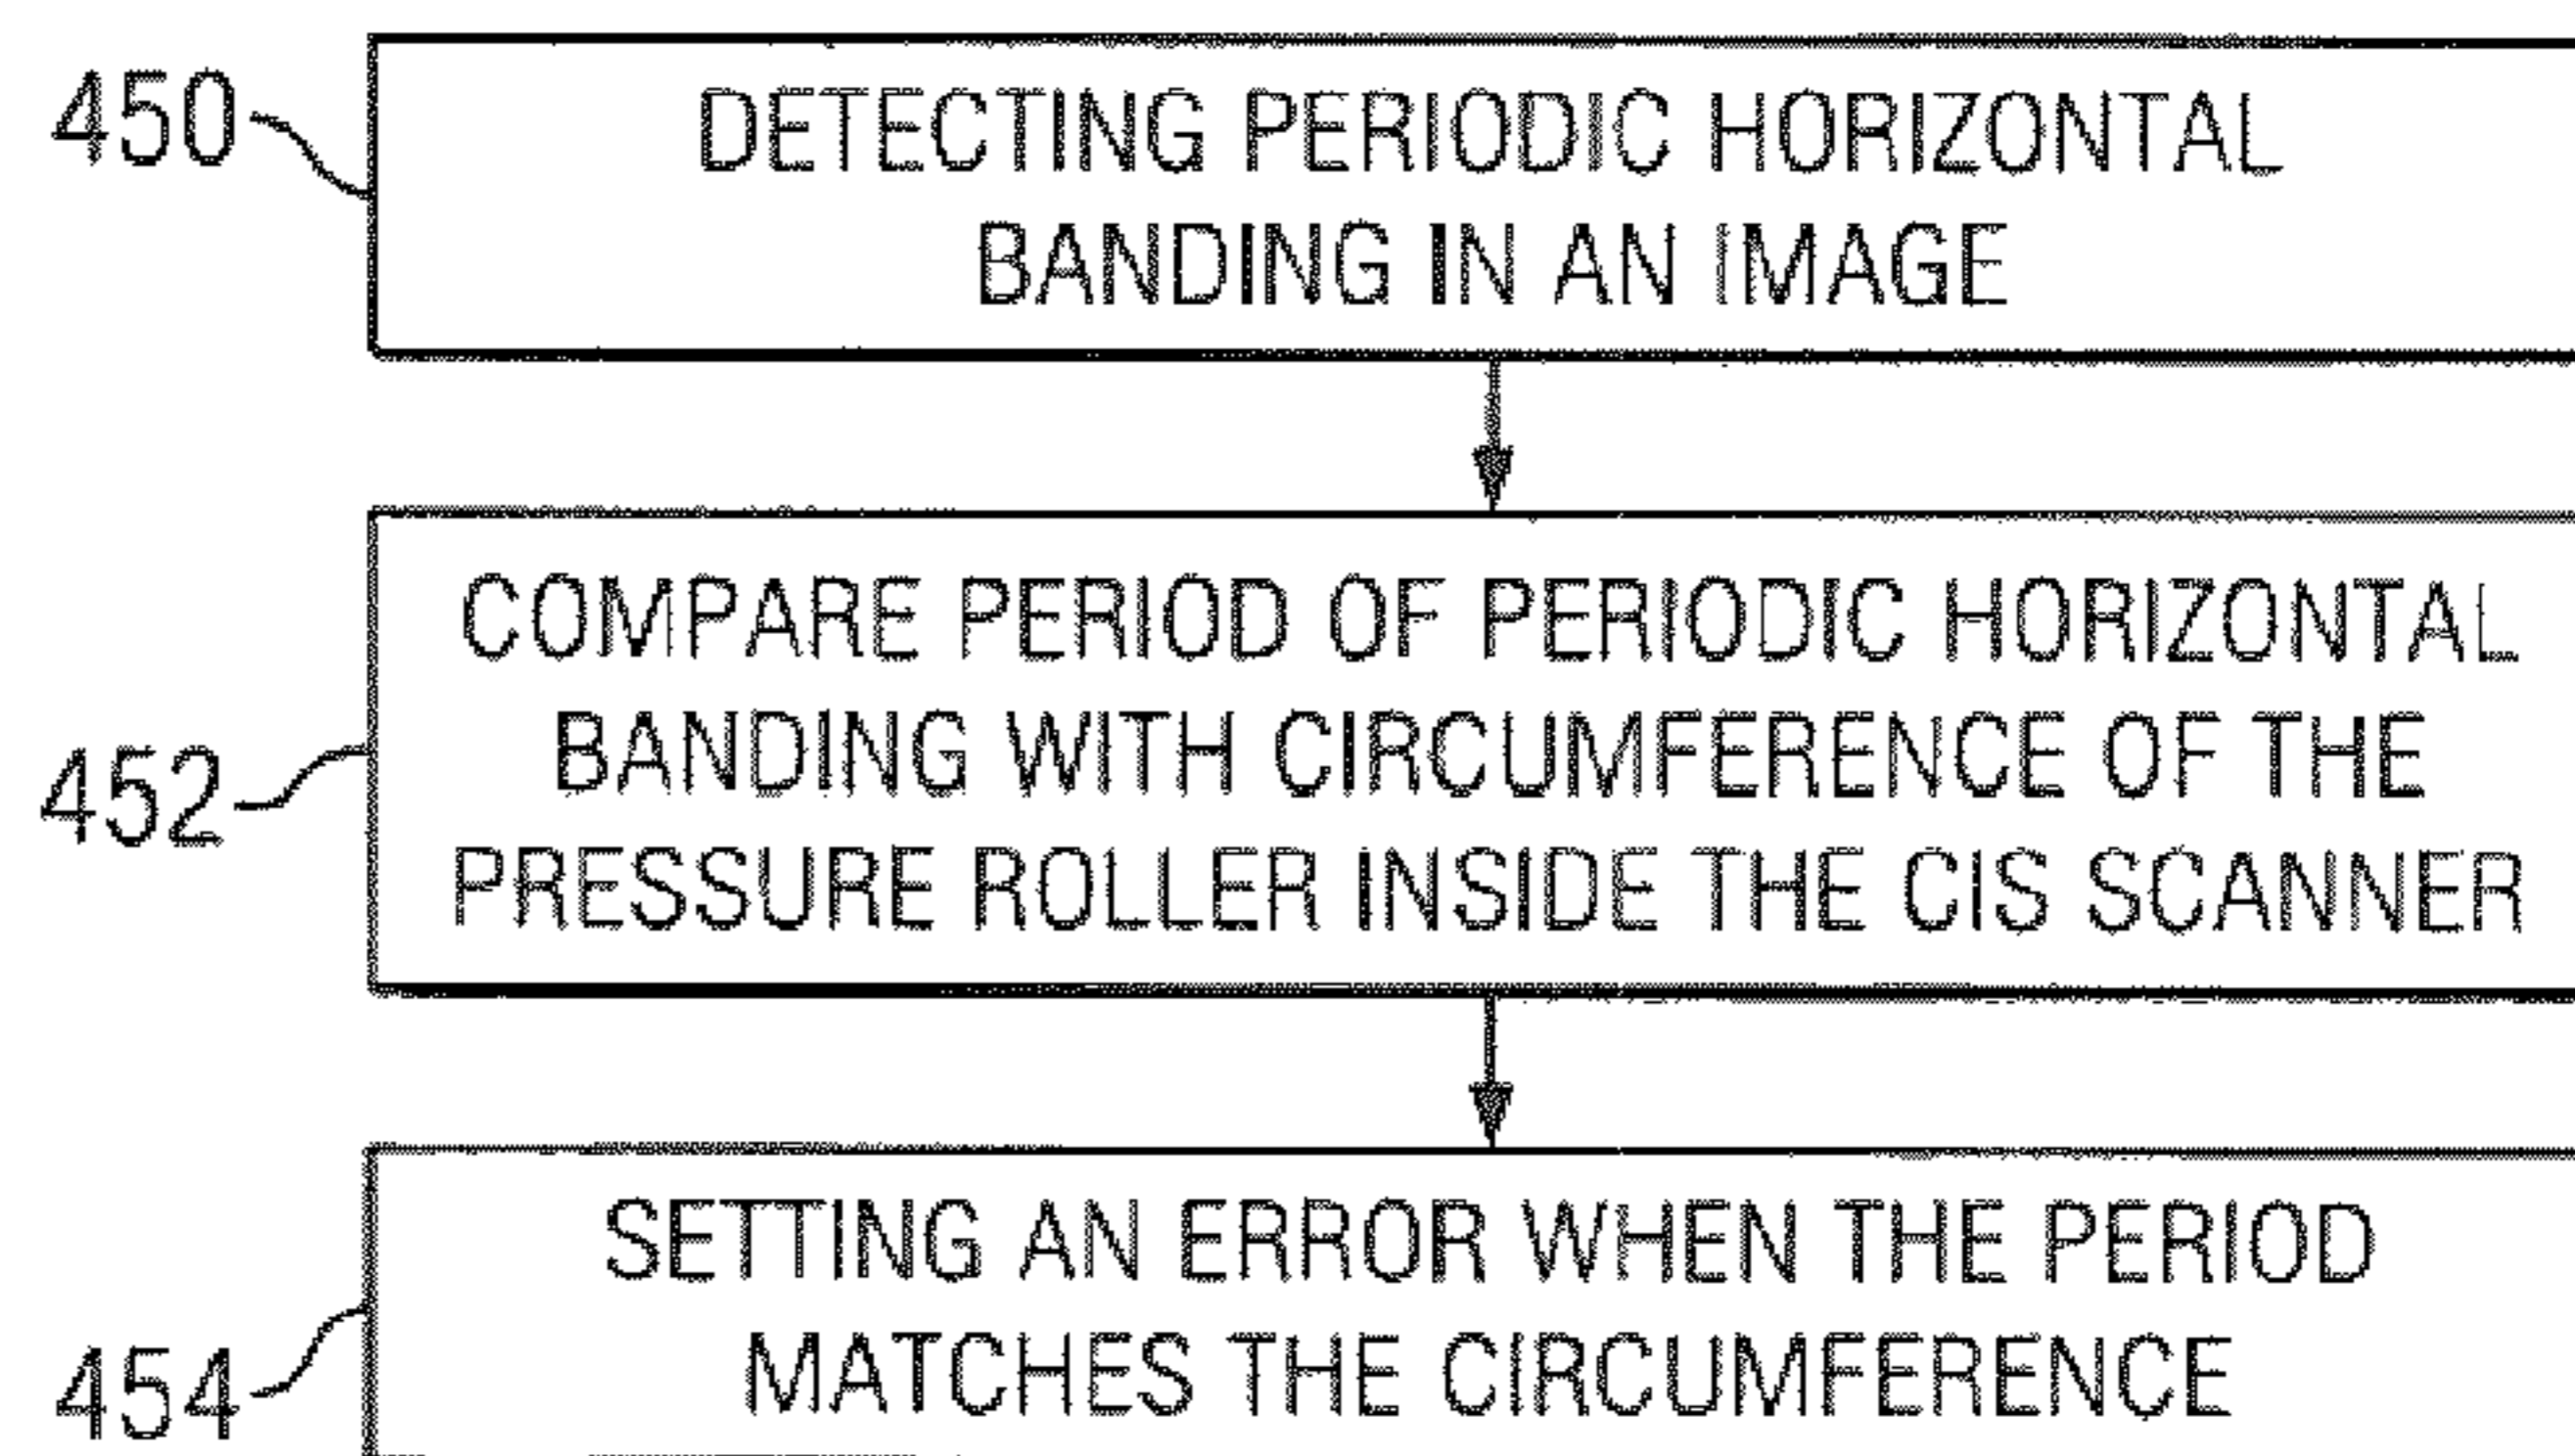 450
DETECTING PERIODIC HORIZONTAL
BANDING IN AN IMAGE
452
COMPARE PERIOD OF PERIODIC HORIZONTAL
BANDING WITH CIRCUMFERENCE OF THE
PRESSURE ROLLER INSIDE THE CIS SCANNER
454
SETTING AN ERROR WHEN THE PERIOD
MATCHES THE CIRCUMFERENCE